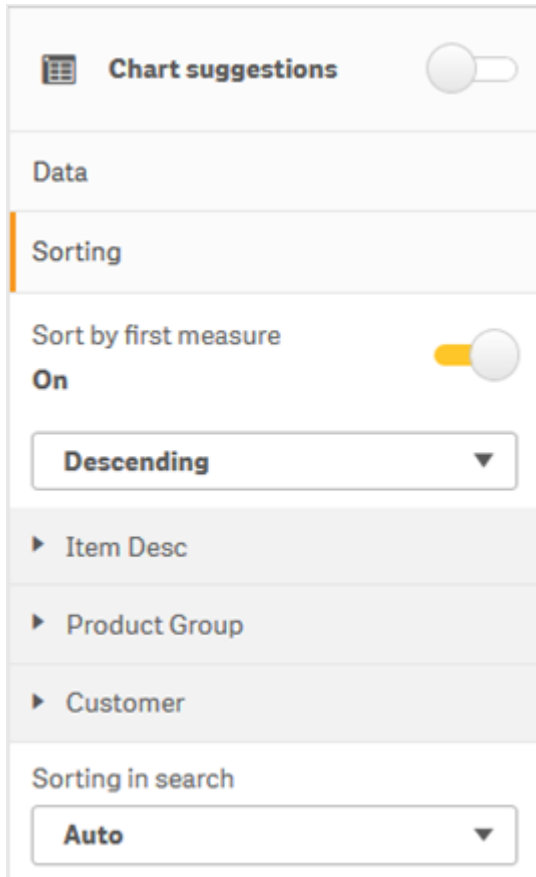 Chart suggestions
Data
Sorting
Sort by first measure
On
Descending
Item Desc
Product Group
Customer
Sorting in search
Auto